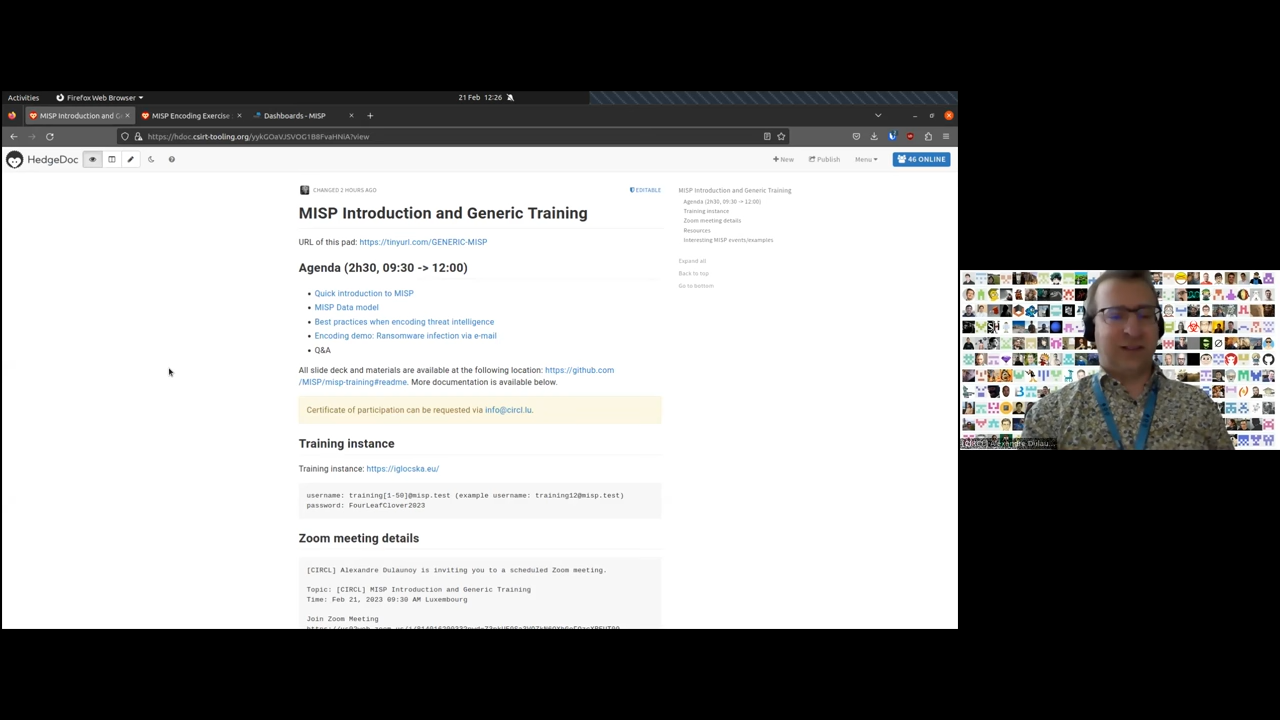 Activities
Firefox Web Browser
21 Feb 12:26
MISP Introduction and G
MISP Encoding Exercise
Dashboards - MISP
https://hdoc.csirt-tooling.org/yykGOaVJSVOG1B8FvaHNiA?view
HedgeDoc
New
Publish
Menu
46 ONLINE
CHANGED 2 HOURS AGO
EDITABLE
MISP Introduction and Generic Training
URL of this pad: https://tinyurl.com/GENERIC-MISP
Agenda (2h30, 09:30 -> 12:00)
Quick introduction to MISP
MISP Data model
Best practices when encoding threat intelligence
Encoding demo: Ransomware infection via e-mail
Q&A
All slide deck and materials are available at the following location: https://github.com
/MISP/misp-training#readme. More documentation is available below.
Certificate of participation can be requested via info@circl.lu.
Training instance
Training instance: https://iglocska.eu/
username: training[1-50]@misp.test (example username: training12@misp.test)
password: FourLeafClover2023
Zoom meeting details
[CIRCL] Alexandre Dulaunoy is inviting you to a scheduled Zoom meeting.
Topic: [CIRCL] MISP Introduction and Generic Training
Time: Feb 21, 2023 09:30 AM Luxembourg
Join Zoom Meeting
MISP Introduction and Generic Training
Agenda (2h30, 09:30 -> 12:00)
Training instance
Zoom meeting details
Resources
Interesting MISP events/examples
Expand all
Back to top
Go to bottom
[CIRCL] Alexandre Dulau...